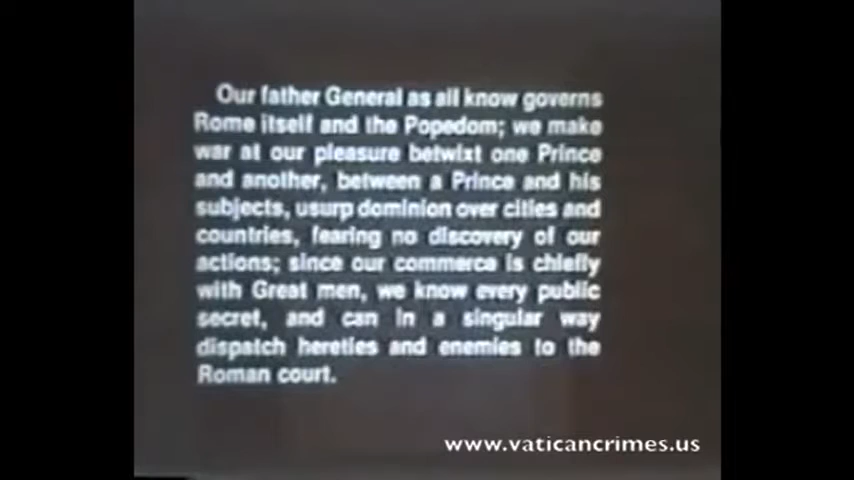 Our father General as all know governs
Rome itself and the Popedom; we make
war at our pleasure betwixt one Prince
and another, between a Prince and his
subjects, usurp dominion over cities and
countries, fearing no discovery of our
actions; since our commerce is chiefly
with Great men, we know every public
secret, and can in a singular way
dispatch hereties and enemies to the
Roman court.
www.vaticancrimes.us